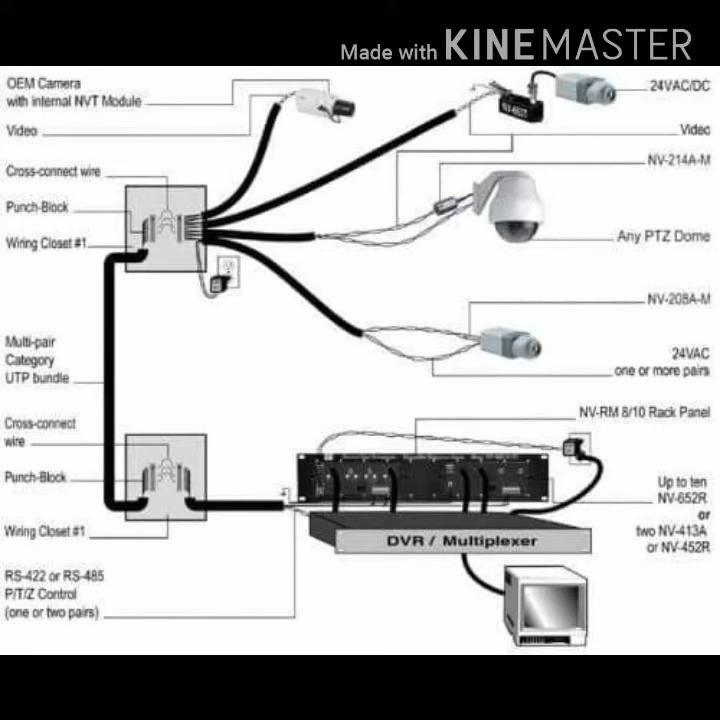 Made with KINEMASTER
OEM Camera
with internal NVT Module
Video
Cross-connect wire
Punch-Block
Wiring Closet #1
24VAC/DC
Video
NV-214A-M
Any PTZ Dome
NV-208A-M
24VAC
one or more pairs
Multi-pair
Category
UTP bundle
Cross-connect
wire
Punch-Block
Wiring Closet #1
NV-RM 8/10 Rack Panel
Up to ten
NV-652R
or
two NV-413A
or NV-452R
DVR / Multiplexer
RS-422 or RS-485
P/T/Z Control
(one or two pairs)